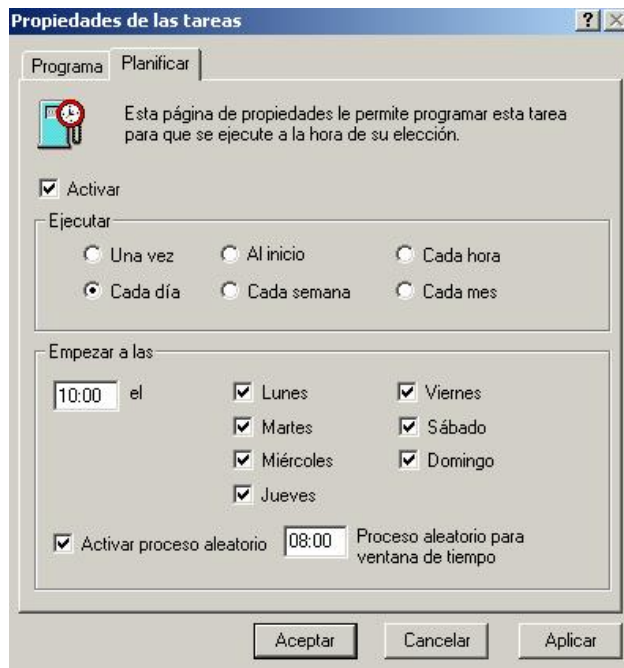 Propiedades de las tareas
Programa Planificar
Esta página de propiedades le permite programar esta tarea
para que se ejecute a la hora de su elección.
Activar
Ejecutar
Una vez Al inicio Cada hora
Cada día Cada semana Cada mes
Empezar a las
10:00 el Lunes Viernes
Martes Sábado
Miércoles Domingo
Jueves
Activar proceso aleatorio 08:00 Proceso aleatorio para
ventana de tiempo
Aceptar Cancelar Aplicar